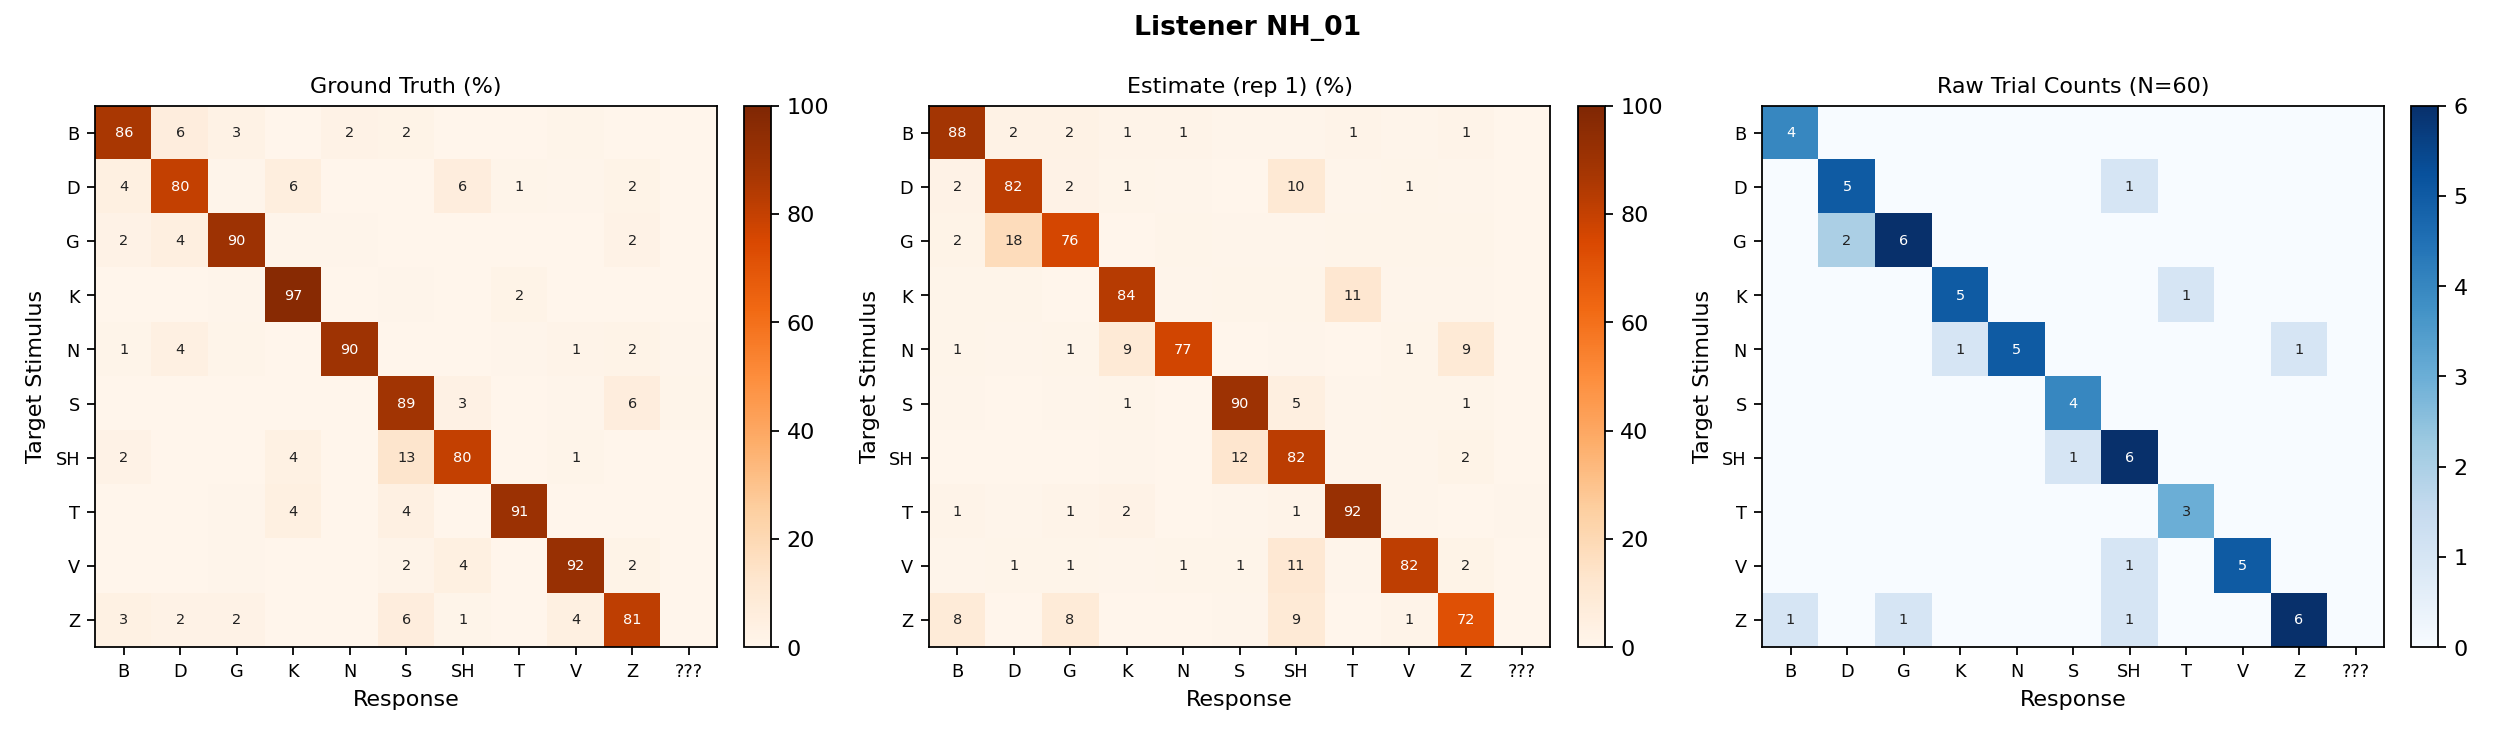 Listener NH_01
Ground Truth (%)
Target Stimulus
B 86 6 3 2 2
D 4 80 6 6 1 2
G 2 4 90 2
K 97 2
N 1 4 90 1 2
S 89 3 6
SH 2 4 13 80 1
T 4 4 91
V 2 4 92 2
Z 3 2 2 6 1 4 81
B D G K N S SH T V Z ???
Response
100
80
60
40
20
0
Estimate (rep 1) (%)
Target Stimulus
B 88 2 2 1 1 1 1
D 2 82 2 1 10 1
G 2 18 76
K 84 11
N 1 1 9 77 1 9
S 1 90 5 1
SH 12 82 2
T 1 1 2 1 92
V 1 1 1 1 11 82 2
Z 8 8 9 1 72
B D G K N S SH T V Z ???
Response
100
80
60
40
20
0
Raw Trial Counts (N=60)
Target Stimulus
B 4
D 5 1
G 2 6
K 5 1
N 1 5 1
S 4
SH 1 6
T 3
V 1 5
Z 1 1 1 6
B D G K N S SH T V Z ???
Response
6
5
4
3
2
1
0